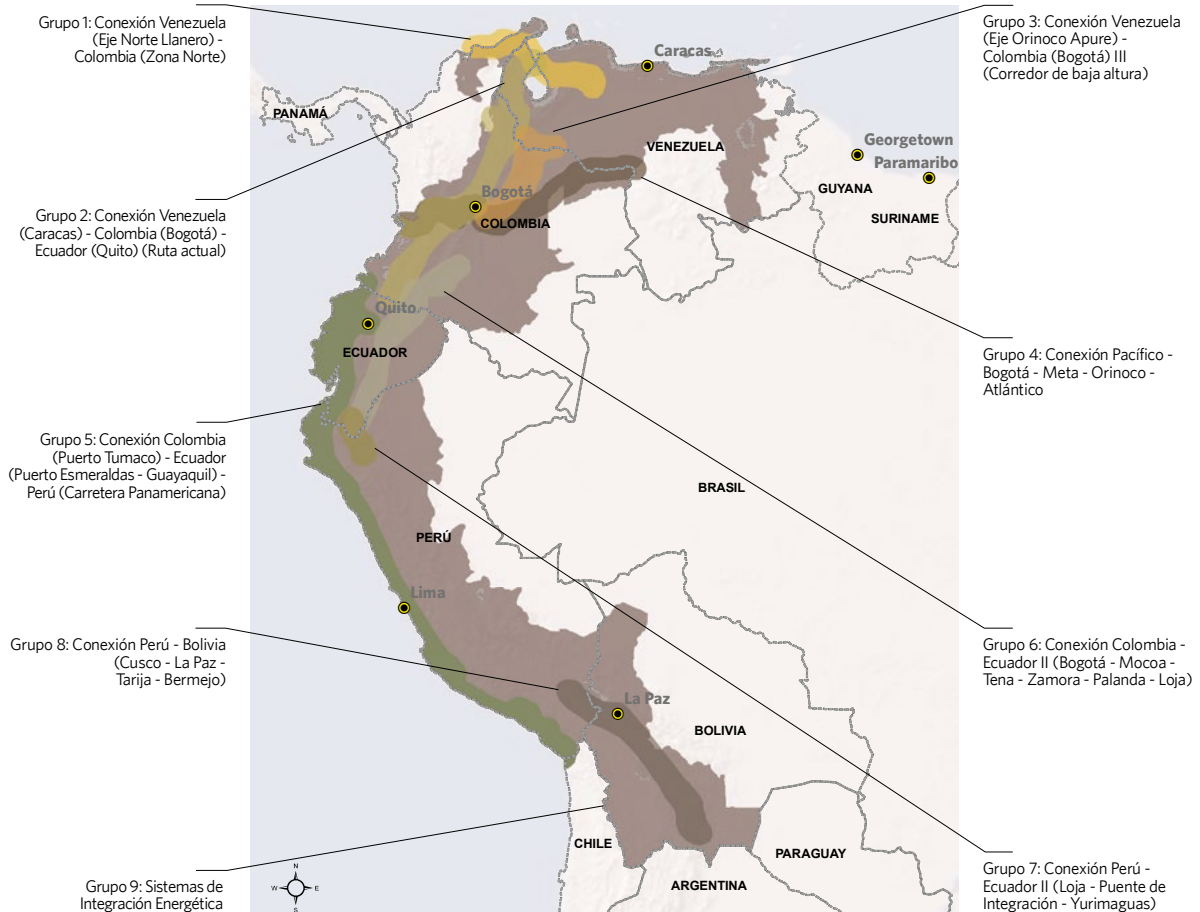 Grupo 1: Conexión Venezuela
(Eje Norte Llanero) -
Colombia (Zona Norte)
Grupo 2: Conexión Venezuela
(Caracas) - Colombia (Bogotá) -
Ecuador (Quito) (Ruta actual)
Grupo 5: Conexión Colombia
(Puerto Tumaco) - Ecuador
(Puerto Esmeraldas - Guayaquil) -
Perú (Carretera Panamericana)
Grupo 8: Conexión Perú - Bolivia
(Cusco - La Paz -
Tarija - Bermejo)
Grupo 9: Sistemas de
Integración Energética
Caracas
PANAMÁ
VENEZUELA
Georgetown
Paramaribo
GUYANA
SURINAME
Bogotá
COLOMBIA
Quito
ECUADOR
BRASIL
PERÚ
Lima
La Paz
BOLIVIA
CHILE
PARAGUAY
ARGENTINA
N
W
E
S
Grupo 3: Conexión Venezuela
(Eje Orinoco Apure) -
Colombia (Bogotá) III
(Corredor de baja altura)
Grupo 4: Conexión Pacífico -
Bogotá - Meta - Orinoco -
Atlántico
Grupo 6: Conexión Colombia -
Ecuador II (Bogotá - Mocoa -
Tena - Zamora - Palanda - Loja)
Grupo 7: Conexión Perú -
Ecuador II (Loja - Puente de
Integración - Yurimaguas)